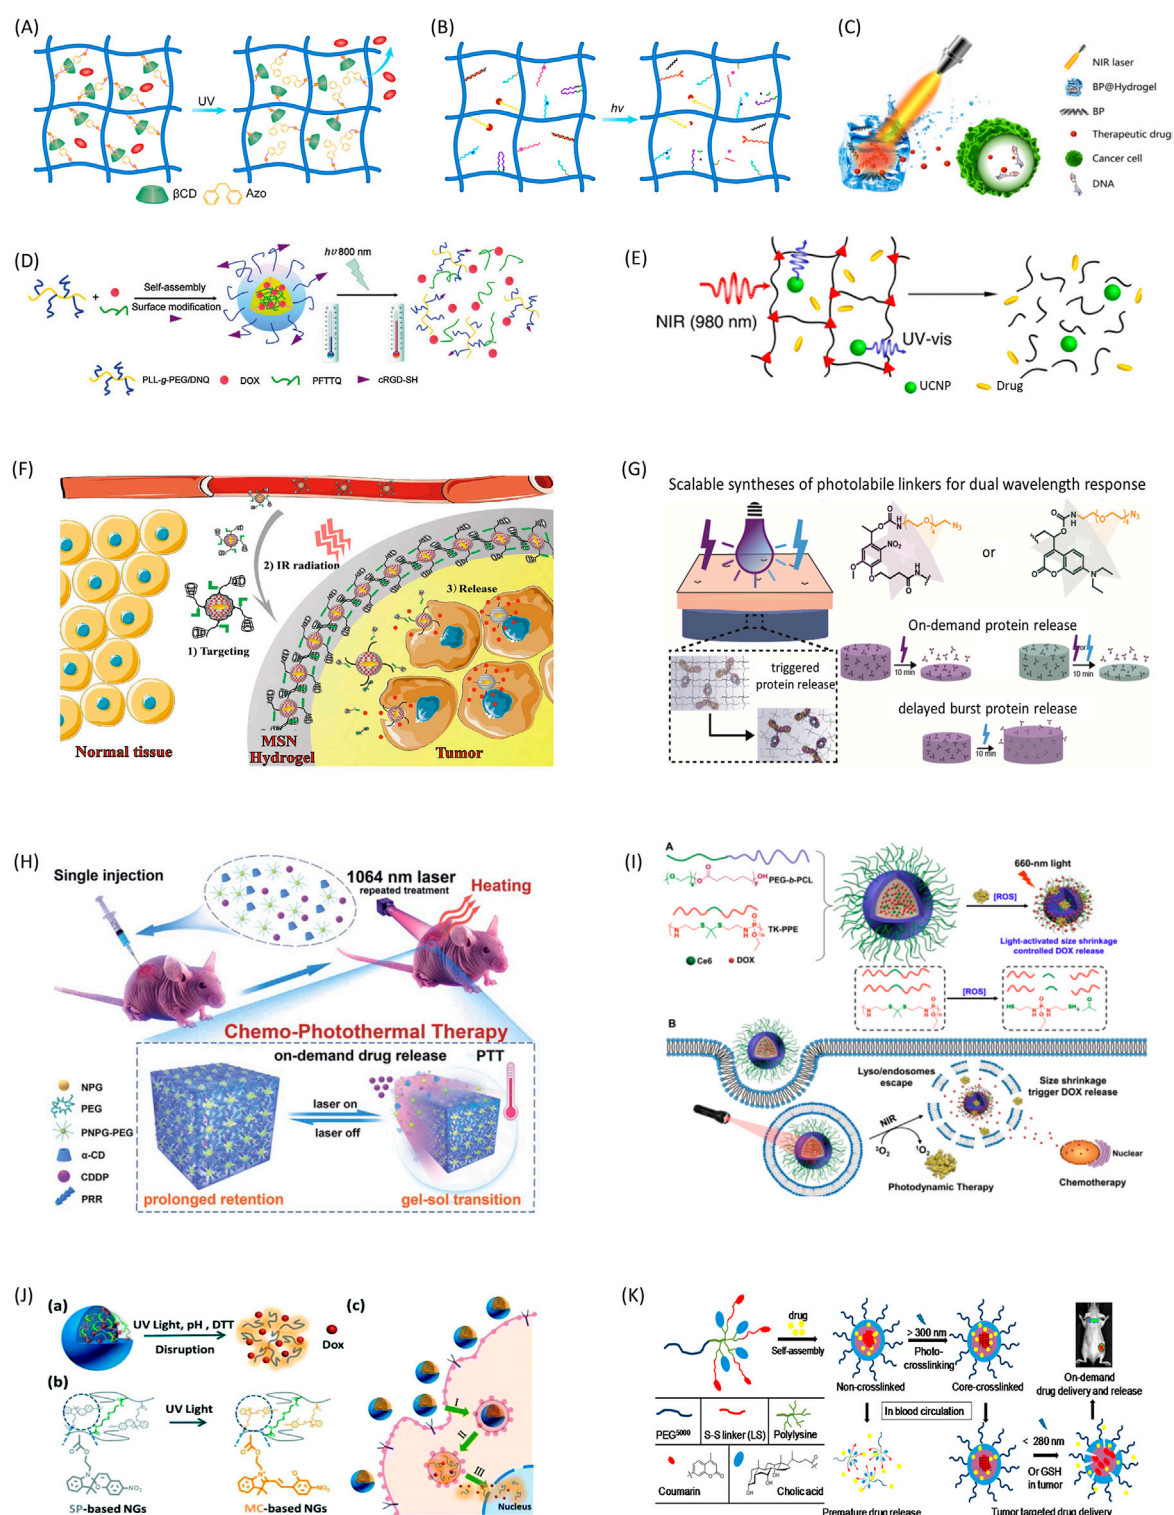 (A)
UV
βCD
Azo
(B)
hv
(C)
NIR laser
BP@Hydrogel
BP
Therapeutic drug
Cancer cell
DNA
(D)
Self-assembly
Surface modification
hν 800 nm
PLL-g-PEG/DNQ
DOX
PFTTQ
cRGD-SH
(E)
NIR (980 nm)
UV-vis
UCNP
Drug
(F)
2) IR radiation
3) Release
1) Targeting
Normal tissue
MSN
Hydrogel
Tumor
(G)
Scalable syntheses of photolabile linkers for dual wavelength response
or
On-demand protein release
triggered
protein release
10 min
or
10 min
delayed burst protein release
10 min
(H)
Single injection
1064 nm laser
repeated treatment
Heating
Chemo-Photothermal Therapy
on-demand drug release
PTT
laser on
laser off
prolonged retention
gel-sol transition
NPG
PEG
PNPG-PEG
α-CD
CDDP
PRR
(I)
A
PEG-b-PCL
TK-PPE
Ce6
DOX
660-nm light
[ROS]
Light-activated size shrinkage
controlled DOX release
[ROS]
B
Lyso/endosomes
escape
Size shrinkage
trigger DOX release
NIR
³O₂
¹O₂
Photodynamic Therapy
Nuclear
Chemotherapy
(J)
(a)
UV Light, pH , DTT
Disruption
Dox
(b)
UV Light
SP-based NGs
MC-based NGs
(c)
I
II
III
Nucleus
(K)
drug
Self-assembly
> 300 nm
Photo-
crosslinking
Non-crosslinked
Core-crosslinked
On-demand
drug delivery and release
In blood circulation
PEG⁵⁰⁰⁰
S-S linker (LS)
Polylysine
Coumarin
Cholic acid
< 280 nm
Or GSH
in tumor
Premature drug release
Tumor targeted drug delivery